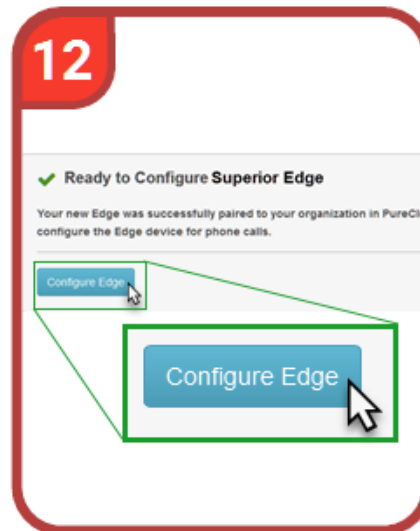 12
Ready to Configure Superior Edge
Your new Edge was successfully paired to your organization in PureCl
configure the Edge device for phone calls.
Configure Edge
Configure Edge